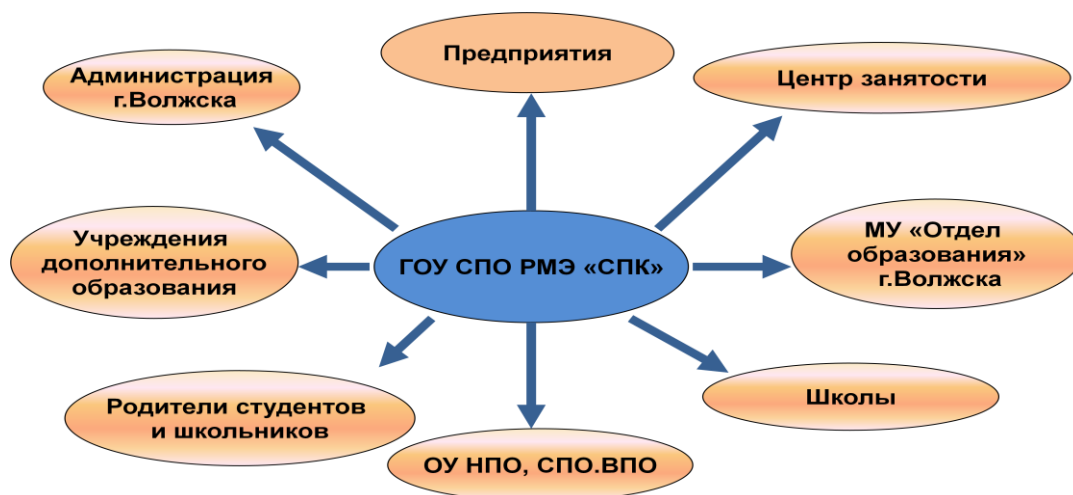 Предприятия
Администрация
г.Волжска
Центр занятости
Учреждения
дополнительного
образования
ГОУ СПО РМЭ «СПК»
МУ «Отдел
образования»
г.Волжска
Родители студентов
и школьников
ОУ НПО, СПО.ВПО
Школы